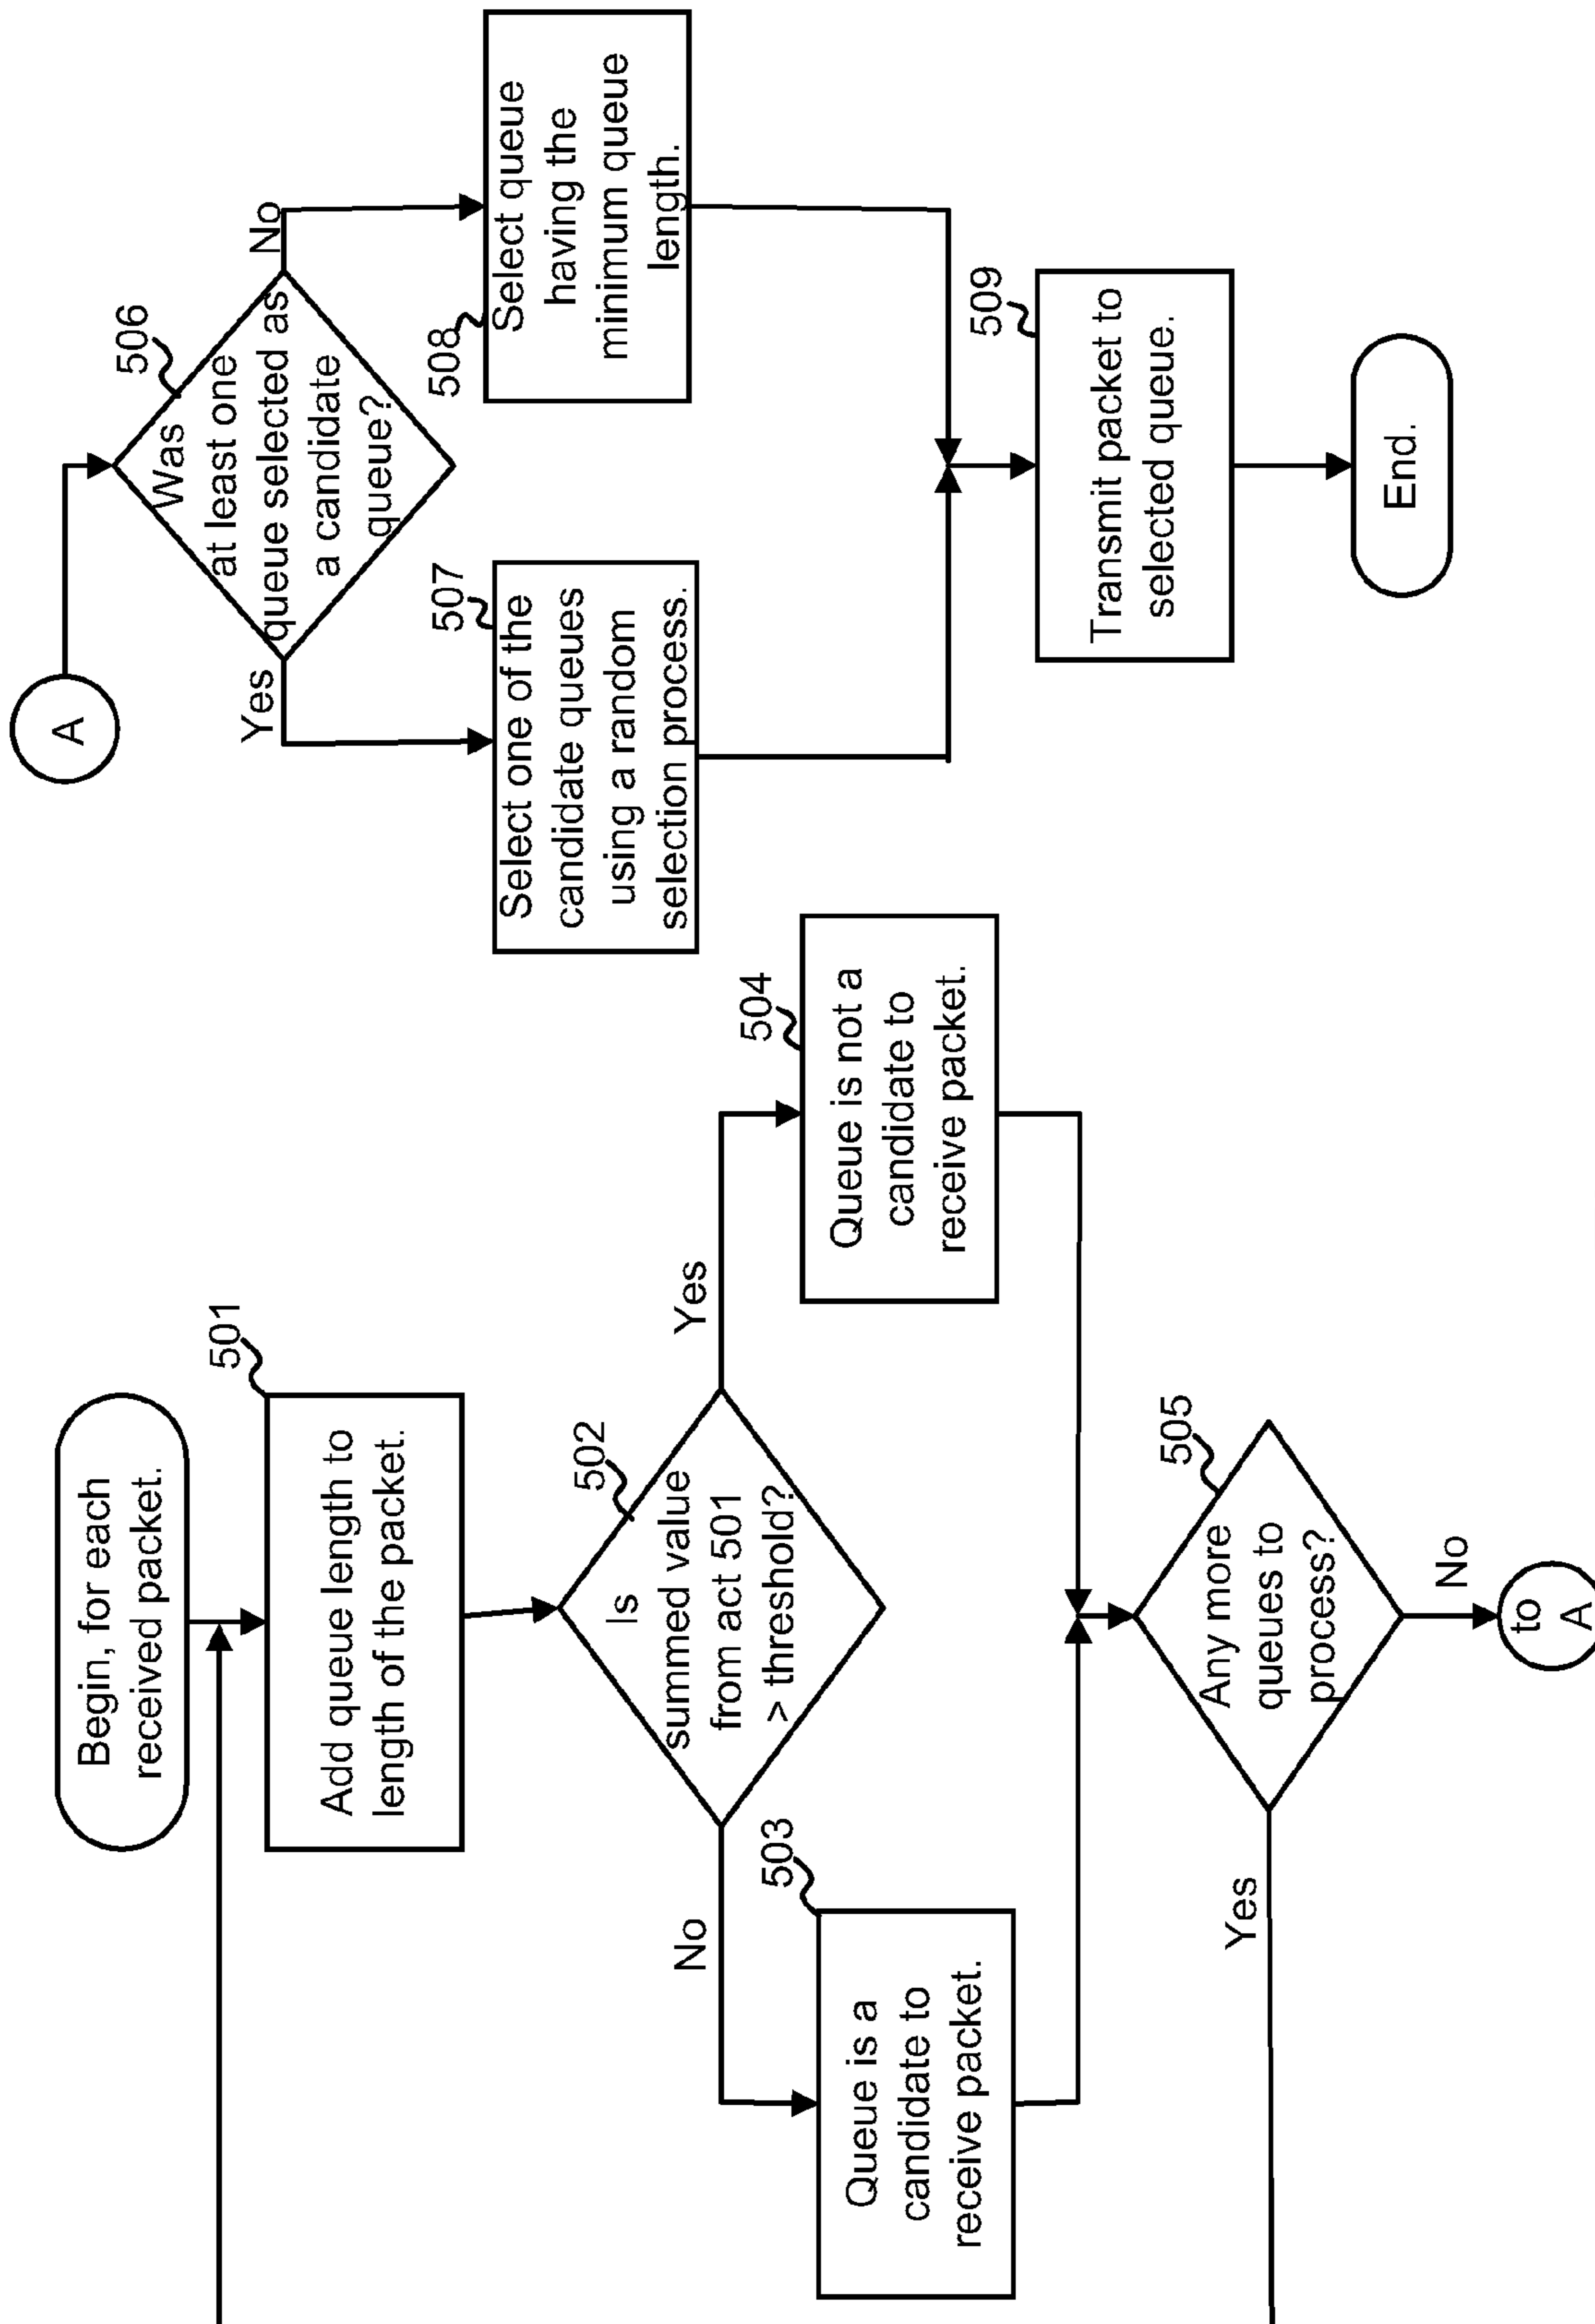 Begin, for each
received packet.
501
Add queue length to
length of the packet.
502
Is
summed value
from act 501
> threshold?
No
Yes
503
Queue is a
candidate to
receive packet.
504
Queue is not a
candidate to
receive packet.
505
Any more
queues to
process?
Yes
No
to
A
A
506
Was
at least one
queue selected as
a candidate
queue?
Yes
No
507
Select one of the
candidate queues
using a random
selection process.
508
Select queue
having the
minimum queue
length.
509
Transmit packet to
selected queue.
End.